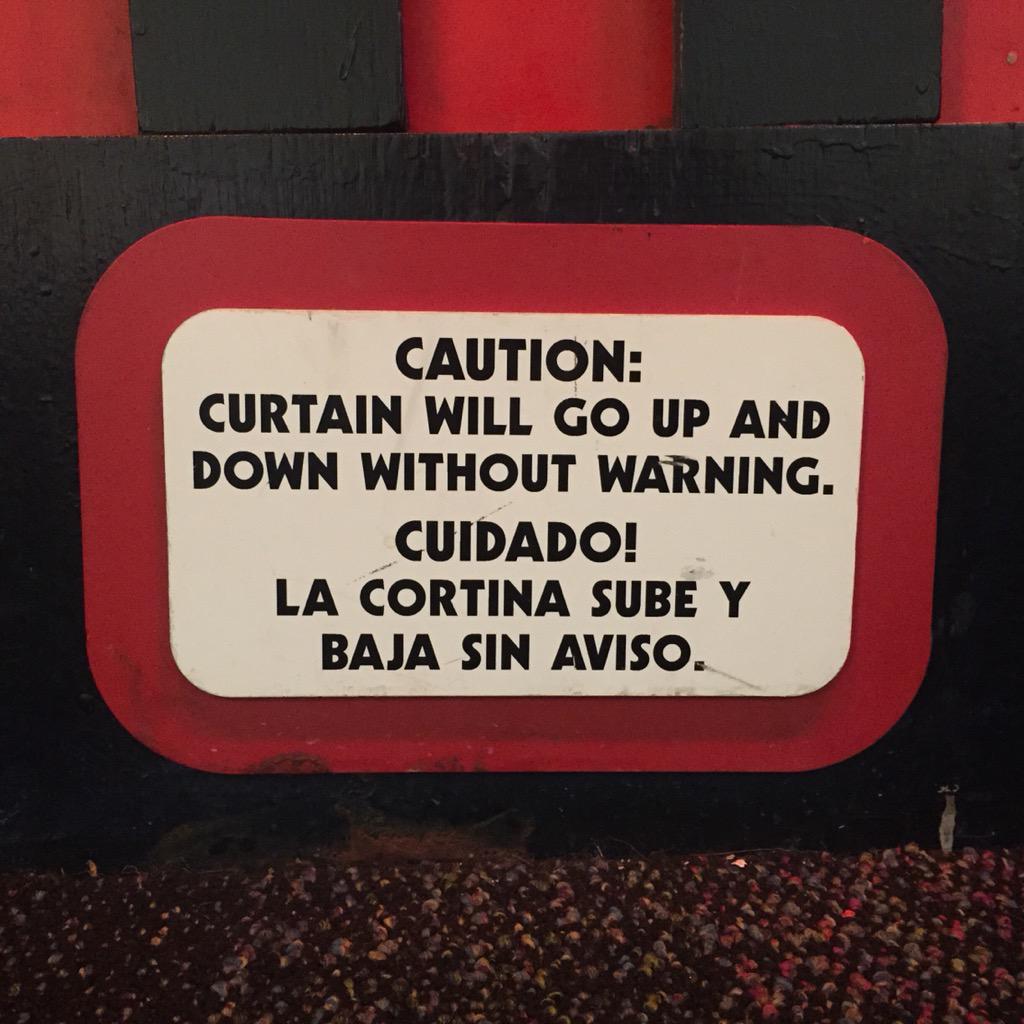 CAUTION:
CURTAIN WILL GO UP AND
DOWN WITHOUT WARNING.
CUIDADO!
LA CORTINA SUBE Y
BAJA SIN AVISO.